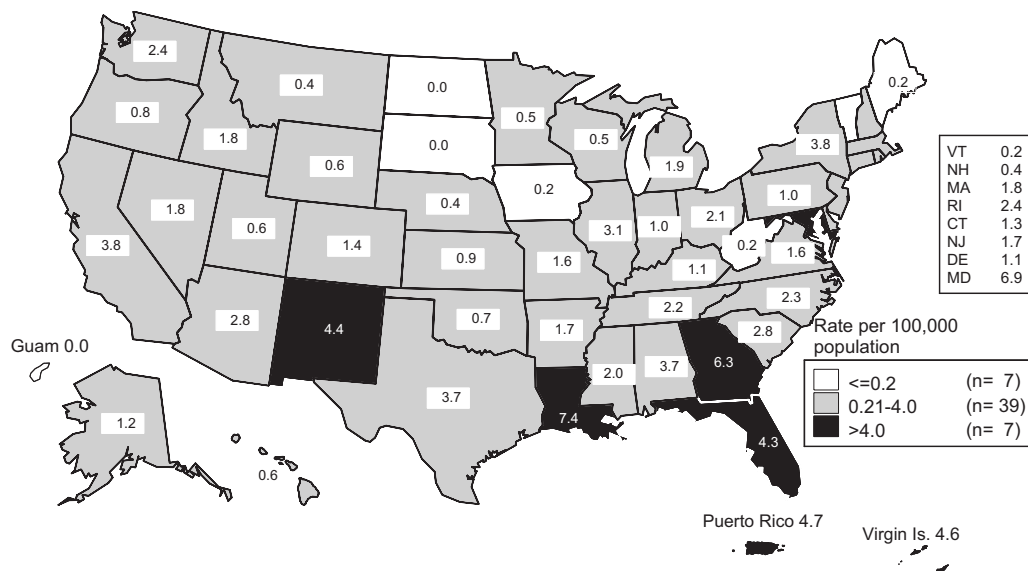 2.4
0.4
0.0
0.2
0.8
0.5
1.8
0.0
0.5
3.8
0.6
1.9
0.2
1.0
0.4
1.8
0.6
2.1
3.1
1.0
3.8
1.4
0.2
0.9
1.6
1.6
1.1
2.3
2.2
2.8
0.7
1.7
2.8
4.4
6.3
3.7
2.0
3.7
7.4
4.3
1.2
0.6
VT 0.2
NH 0.4
MA 1.8
RI 2.4
CT 1.3
NJ 1.7
DE 1.1
MD 6.9
Guam 0.0
Rate per 100,000
population
<=0.2 (n= 7)
0.21-4.0 (n= 39)
>4.0 (n= 7)
Puerto Rico 4.7
Virgin Is. 4.6